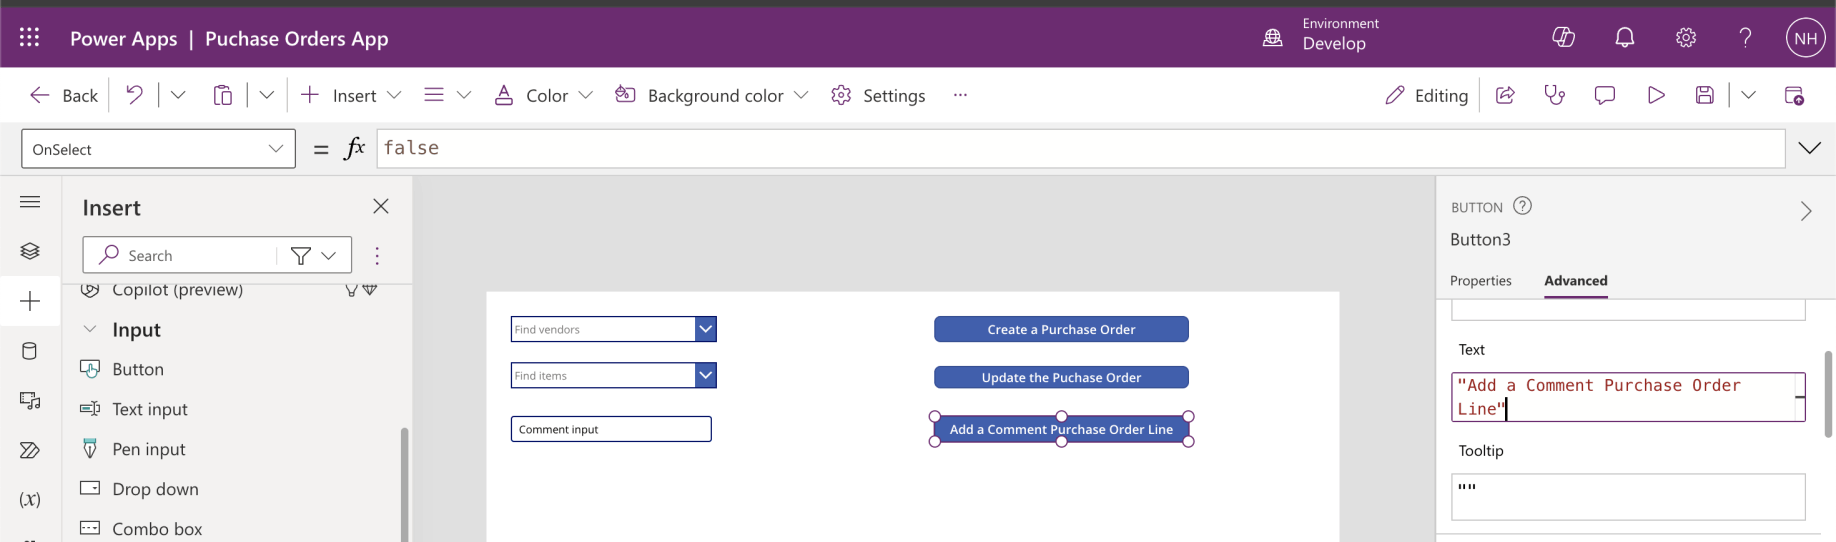 Power Apps | Puchase Orders App
Environment
Develop
NH
Back
Insert
Color
Background color
Settings
...
Editing
OnSelect
= fx
false
Insert
Search
Copilot (preview)
Input
Button
Text input
Pen input
Drop down
Combo box
(x)
Find vendors
Find items
Comment input
Create a Purchase Order
Update the Puchase Order
Add a Comment Purchase Order Line
BUTTON ?
Button3
Properties
Advanced
Text
"Add a Comment Purchase Order
Line"
Tooltip
""